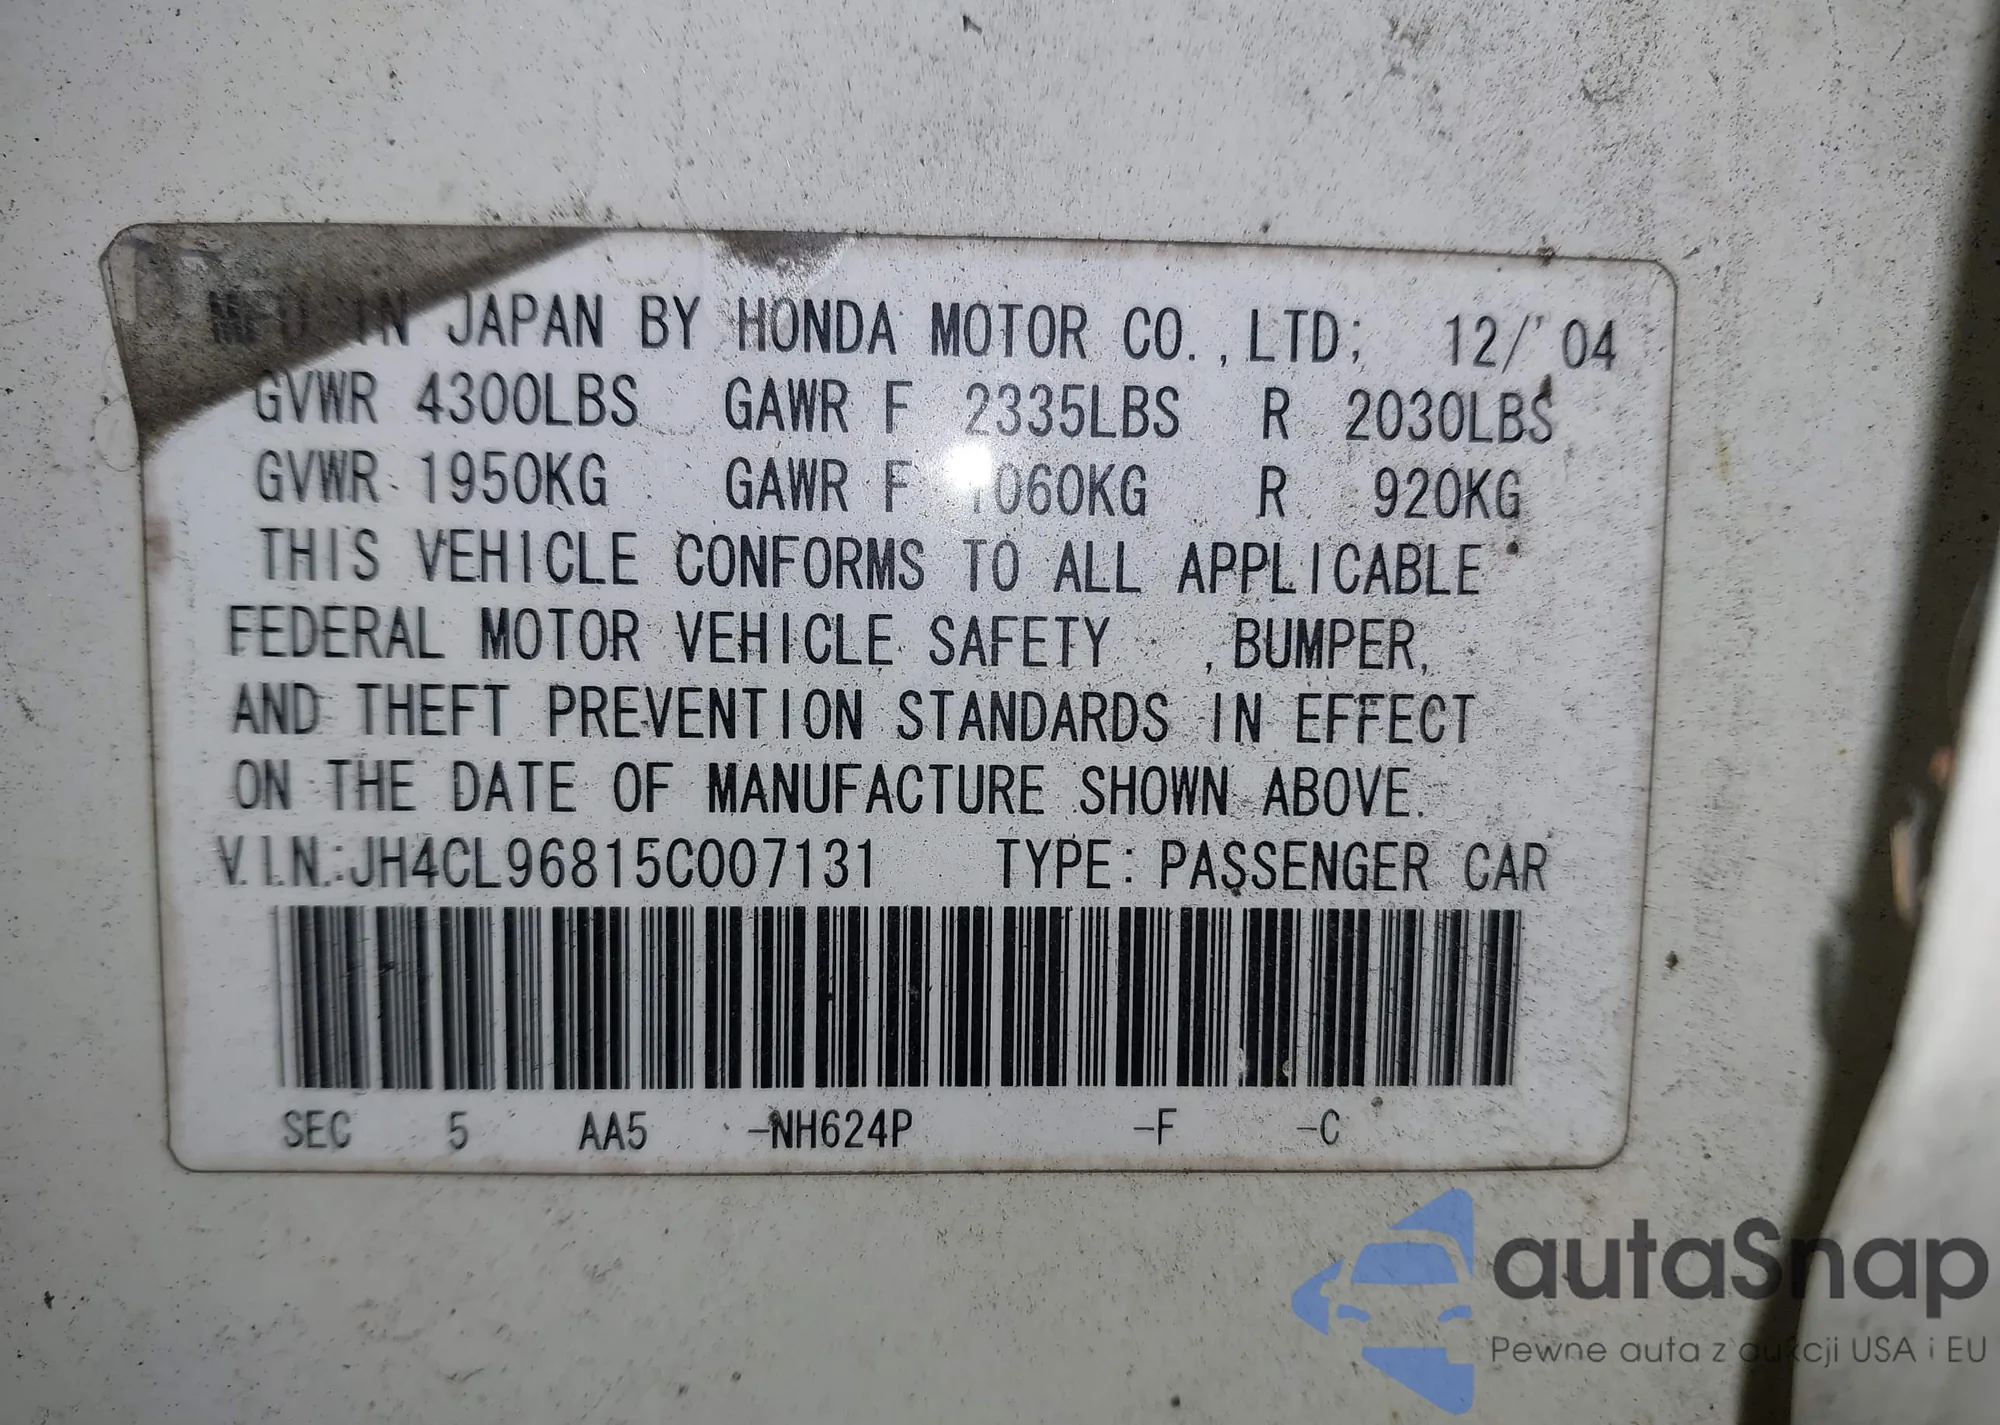 MFD IN JAPAN BY HONDA MOTOR CO.,LTD; 12/'04
GVWR 4300LBS GAWR F 2335LBS R 2030LBS
GVWR 1950KG GAWR F 1060KG R 920KG
THIS VEHICLE CONFORMS TO ALL APPLICABLE
FEDERAL MOTOR VEHICLE SAFETY ,BUMPER,
AND THEFT PREVENTION STANDARDS IN EFFECT
ON THE DATE OF MANUFACTURE SHOWN ABOVE.
V.I.N.:JH4CL96815C007131 TYPE: PASSENGER CAR
SEC 5 AA5 -NH624P -F -C
autaSnap
Pewne auta z aukcji USA i EU